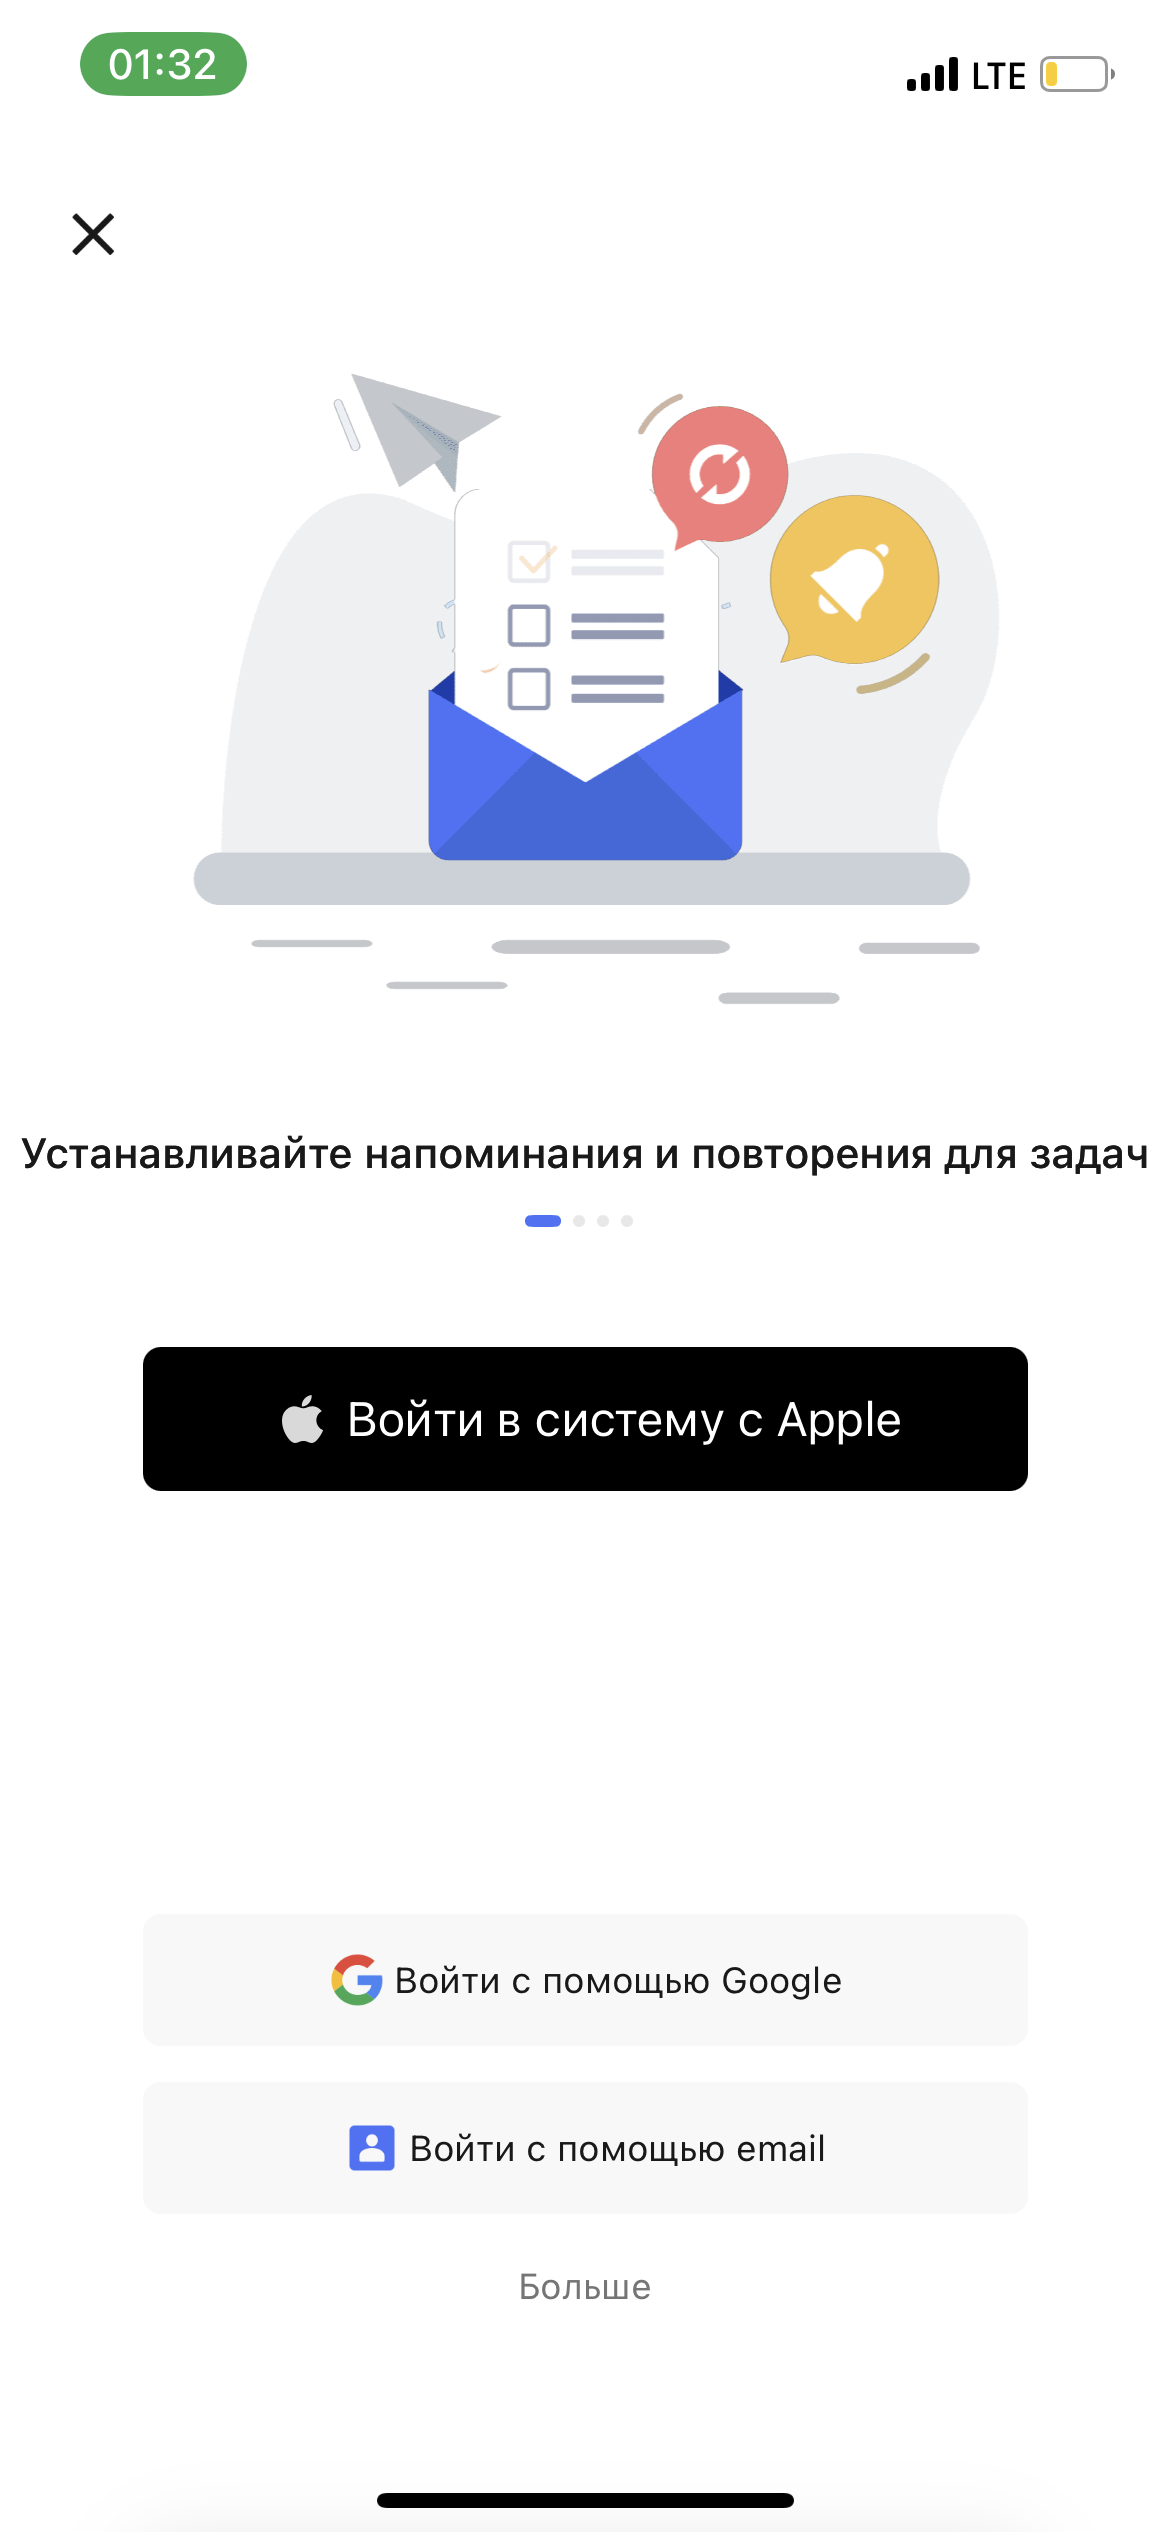 01:32
LTE
Устанавливайте напоминания и повторения для задач
Войти в систему с Apple
Войти с помощью Google
Войти с помощью email
Больше